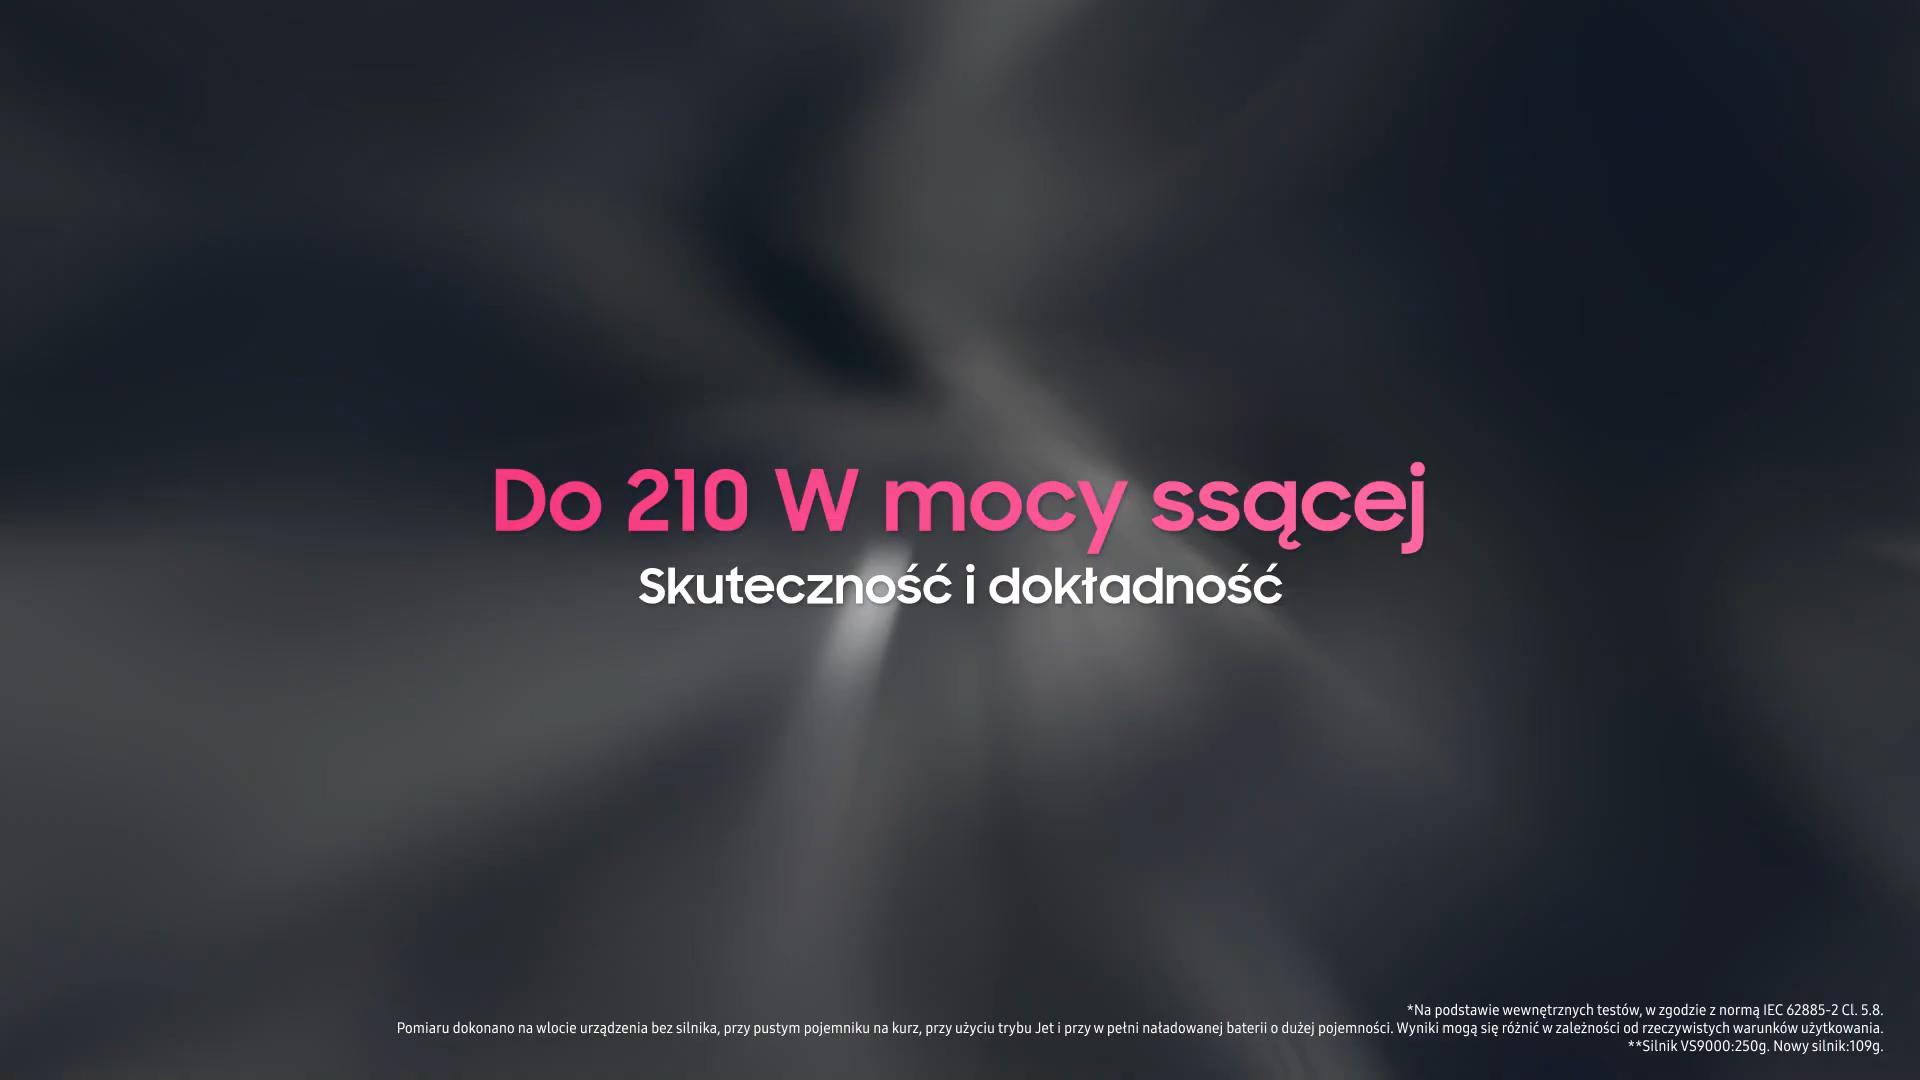 Do 210 W mocy ssącej
Skuteczność i dokładność
*Na podstawie wewnętrznych testów, w zgodzie z normą IEC 62885-2 Cl. 5.8.
Pomiaru dokonano na wlocie urządzenia bez silnika, przy pustym pojemniku na kurz, przy użyciu trybu Jet i przy w pełni naładowanej baterii o dużej pojemności. Wyniki mogą się różnić w zależności od rzeczywistych warunków użytkowania.
**Silnik VS9000:250g. Nowy silnik:109g.